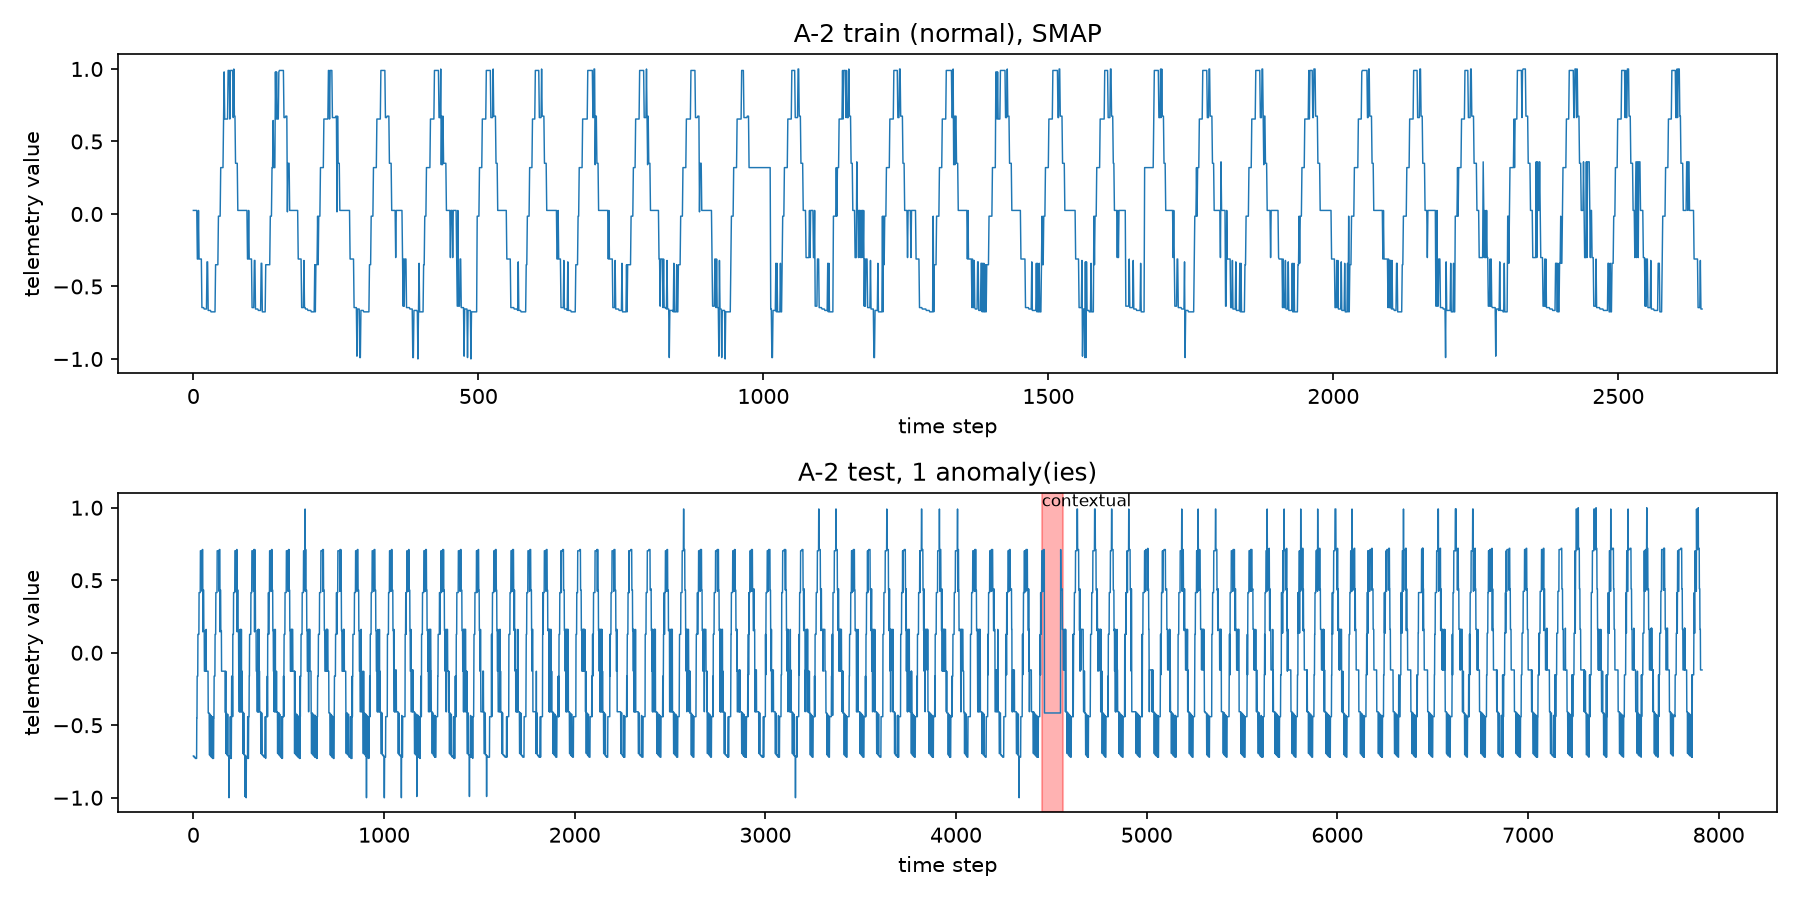 A-2 train (normal), SMAP
1.0
0.5
0.0
−0.5
−1.0
telemetry value
0 500 1000 1500 2000 2500
time step
A-2 test, 1 anomaly(ies)
contextual
1.0
0.5
0.0
−0.5
−1.0
telemetry value
0 1000 2000 3000 4000 5000 6000 7000 8000
time step